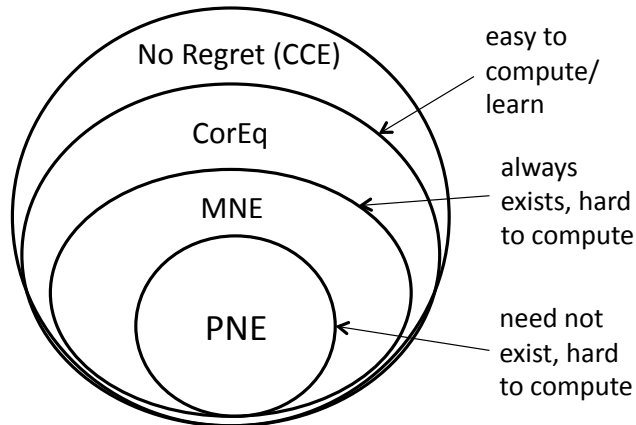 No Regret (CCE)
easy to
compute/
learn
CorEq
always
exists, hard
to compute
MNE
need not
exist, hard
to compute
PNE